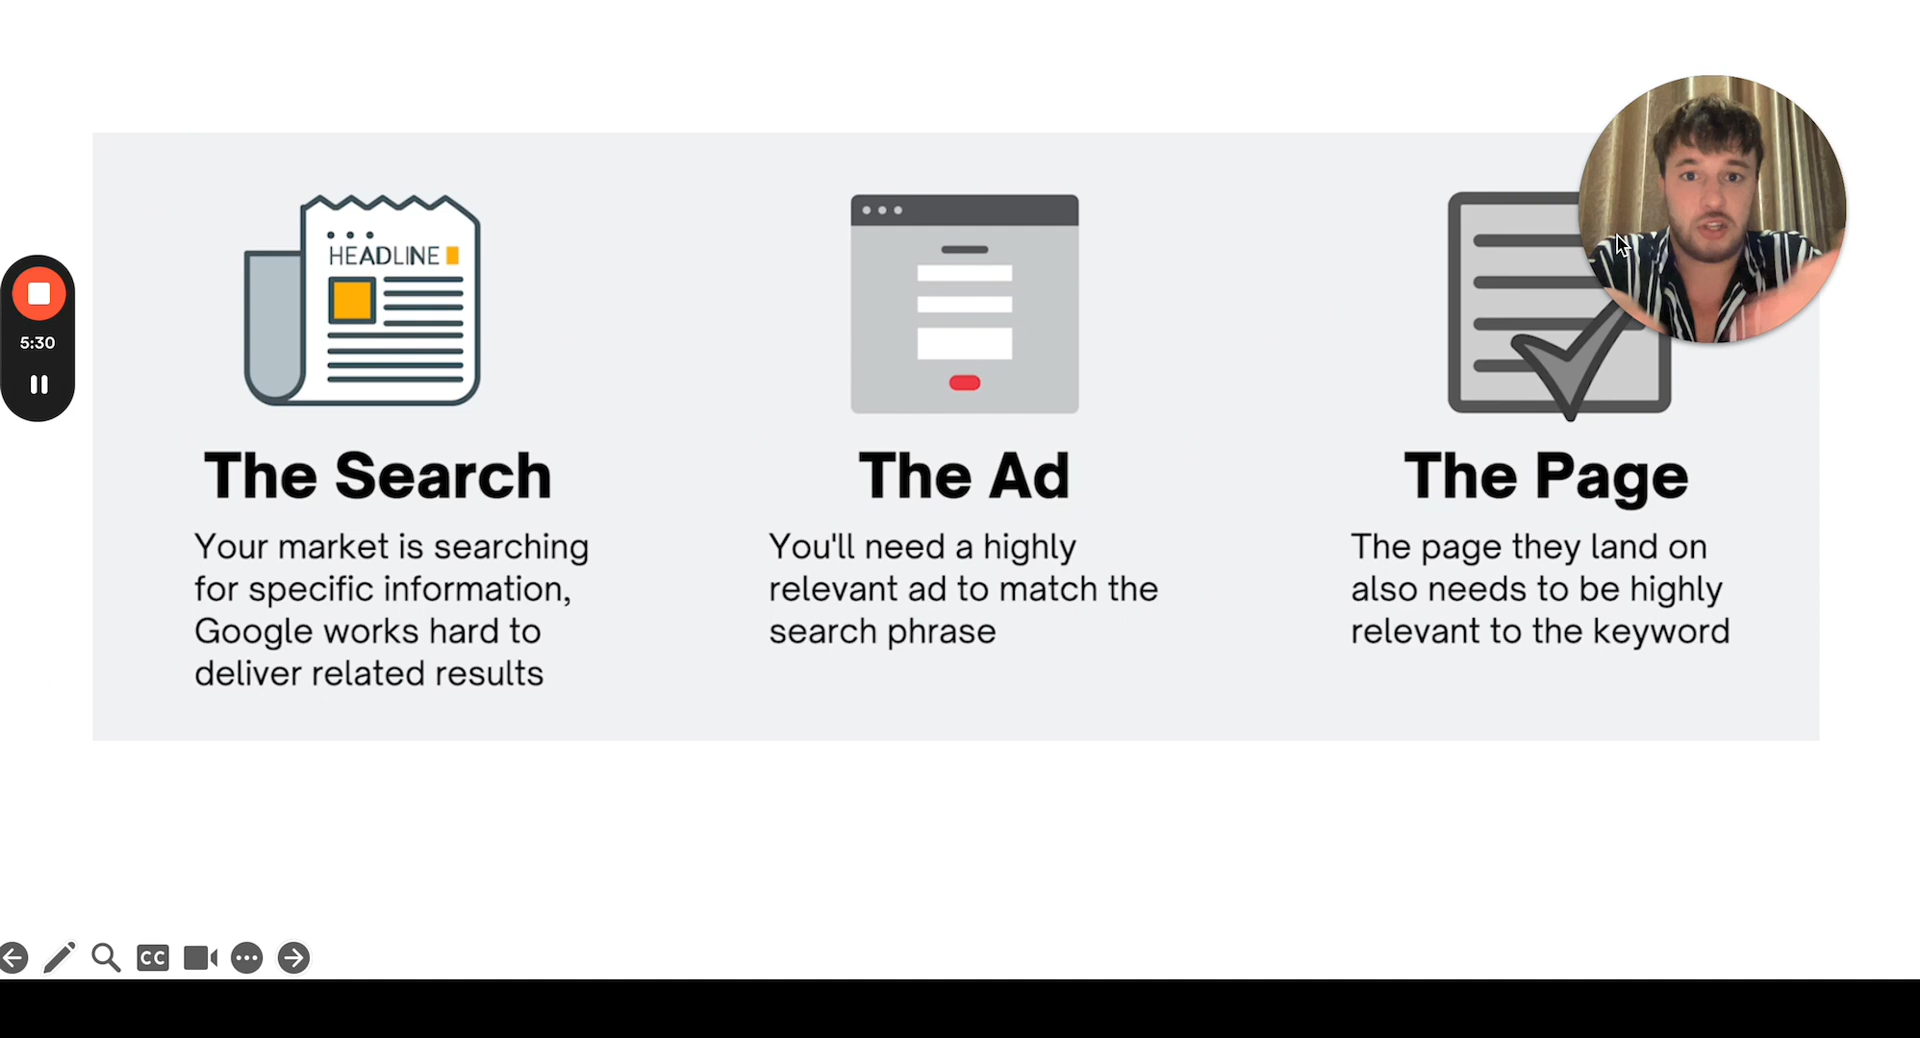 5:30
HEADLINE
The Search
Your market is searching
for specific information,
Google works hard to
deliver related results
The Ad
You'll need a highly
relevant ad to match the
search phrase
The Page
The page they land on
also needs to be highly
relevant to the keyword
CC